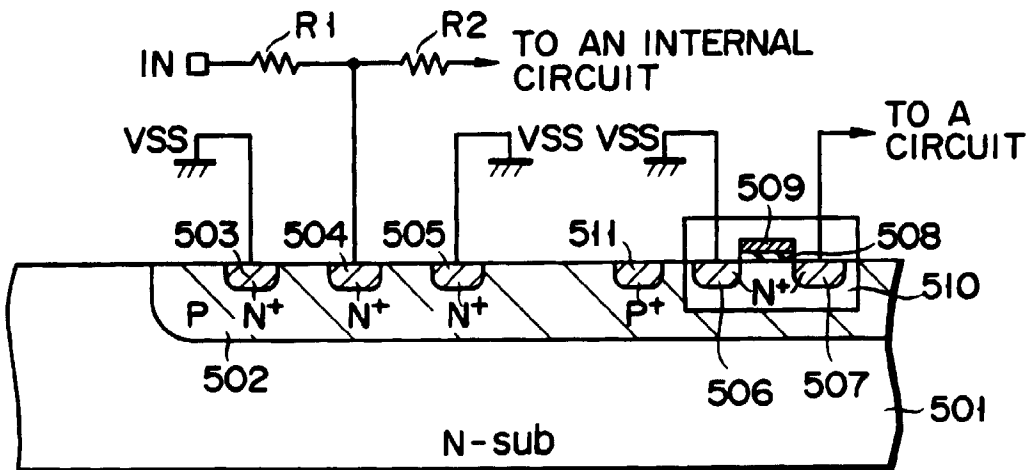 R1 R2
IN TO AN INTERNAL
CIRCUIT
VSS VSS VSS TO A
CIRCUIT
509
503 504 505 511 508
P N+ N+ N+ P+ N+ 510
502 506 507
501
N-sub